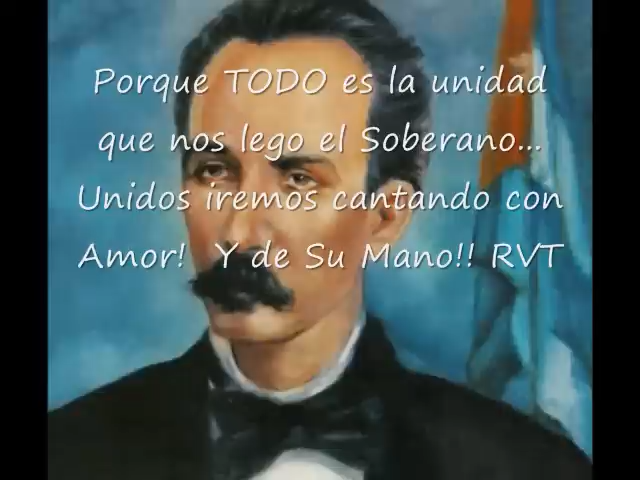 Porque TODO es la unidad
que nos lego el Soberano...
Unidos iremos cantando con
Amor!  Y de Su Mano!! RVT